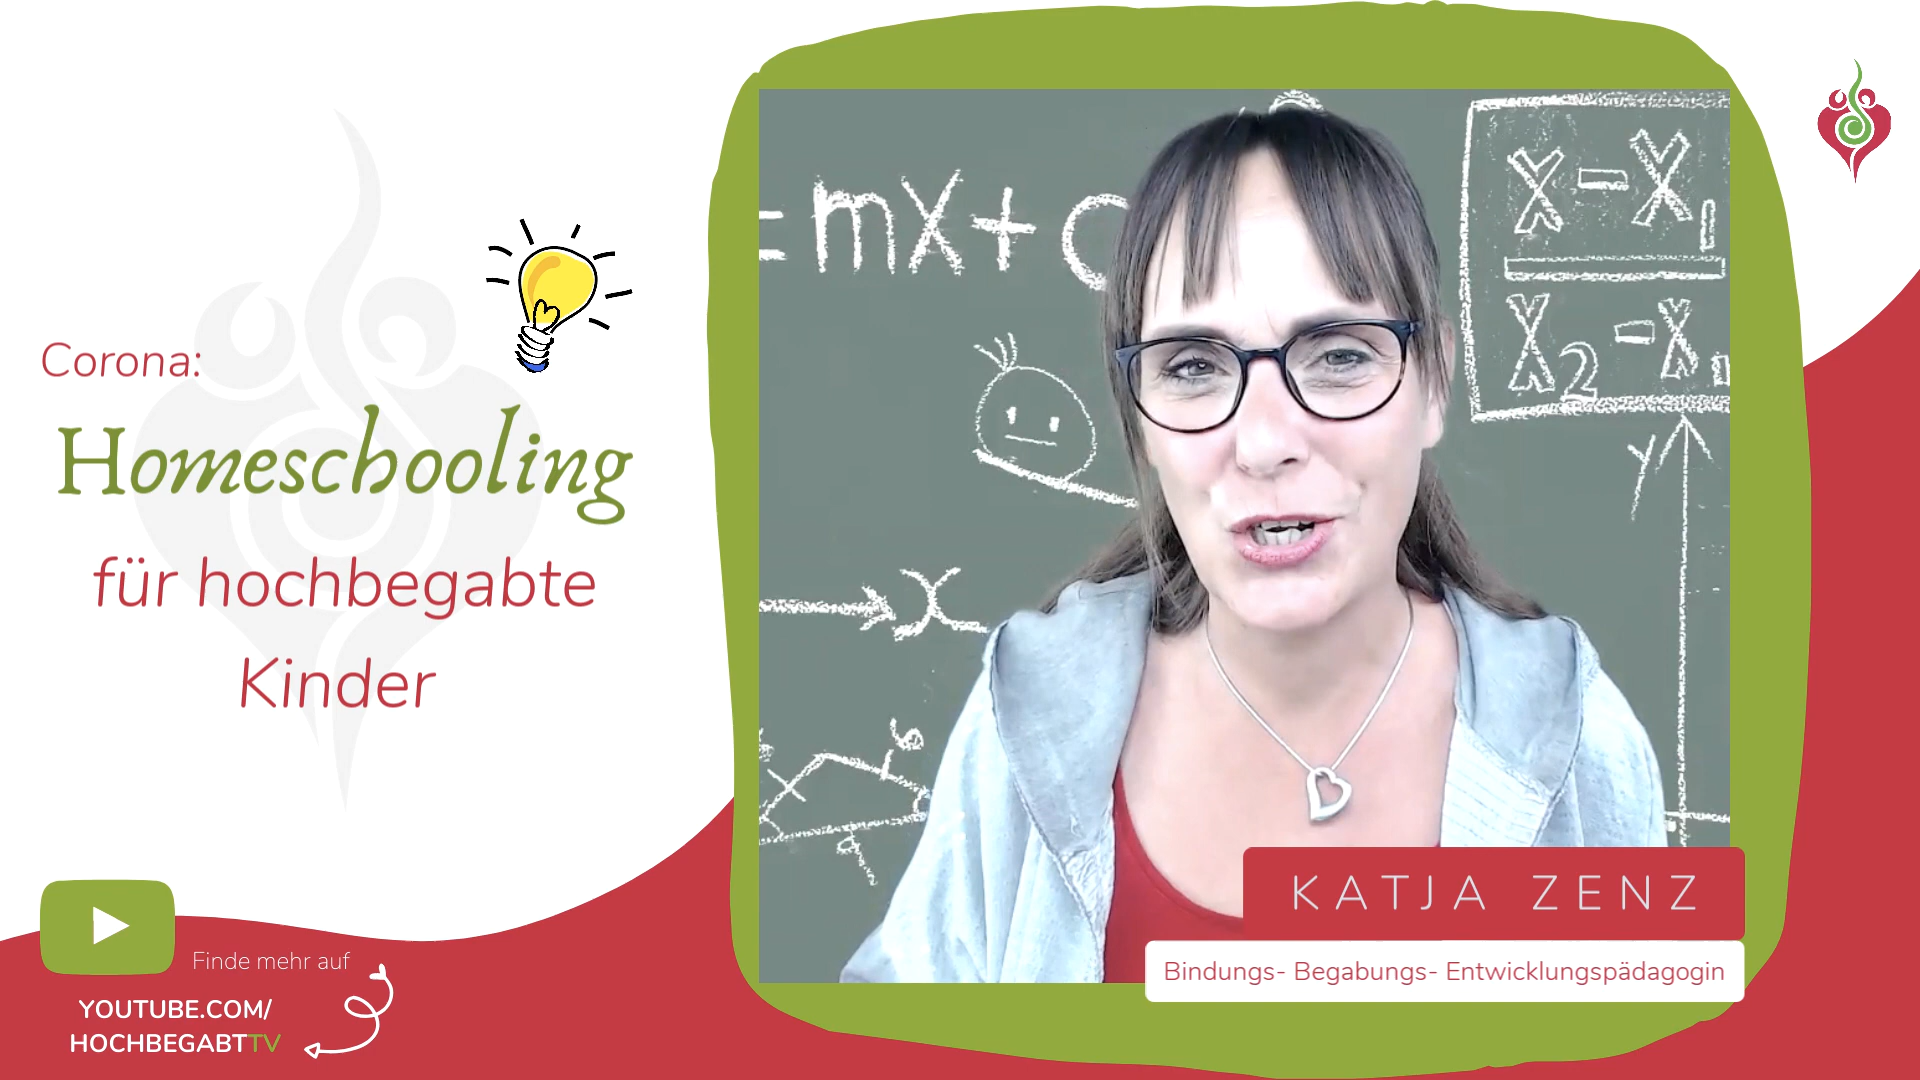 Corona:
Homeschooling
für hochbegabte
Kinder
Finde mehr auf
YOUTUBE.COM/
HOCHBEGABTTV
=mx+c
x-x1
x2-x1
y
x
KATJA ZENZ
Bindungs- Begabungs- Entwicklungspädagogin